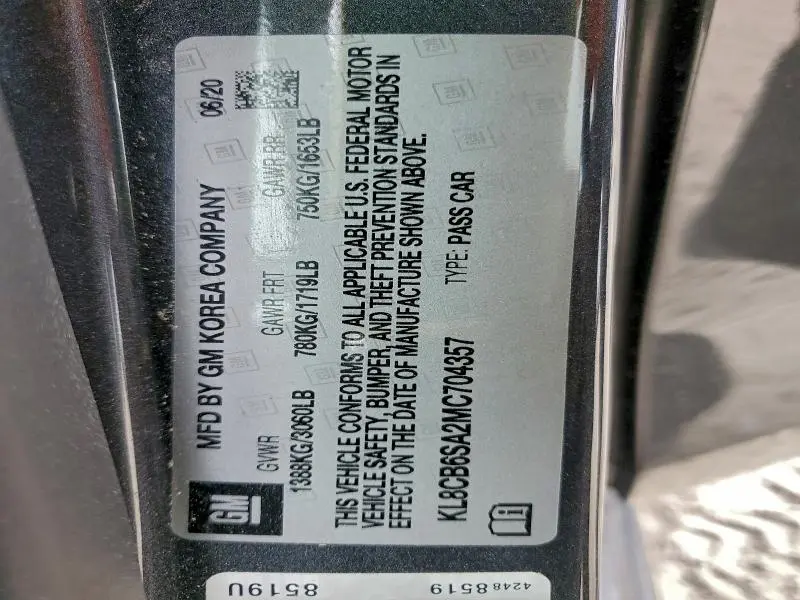 GM
MFD BY GM KOREA COMPANY 06/20
GVWR GAWR FRT GAWR RR
1388KG/3060LB 780KG/1719LB 750KG/1653LB
THIS VEHICLE CONFORMS TO ALL APPLICABLE U.S. FEDERAL MOTOR
VEHICLE SAFETY, BUMPER, AND THEFT PREVENTION STANDARDS IN
EFFECT ON THE DATE OF MANUFACTURE SHOWN ABOVE.
KL8CB6SA2MC704357 TYPE: PASS CAR
42488519
8519U